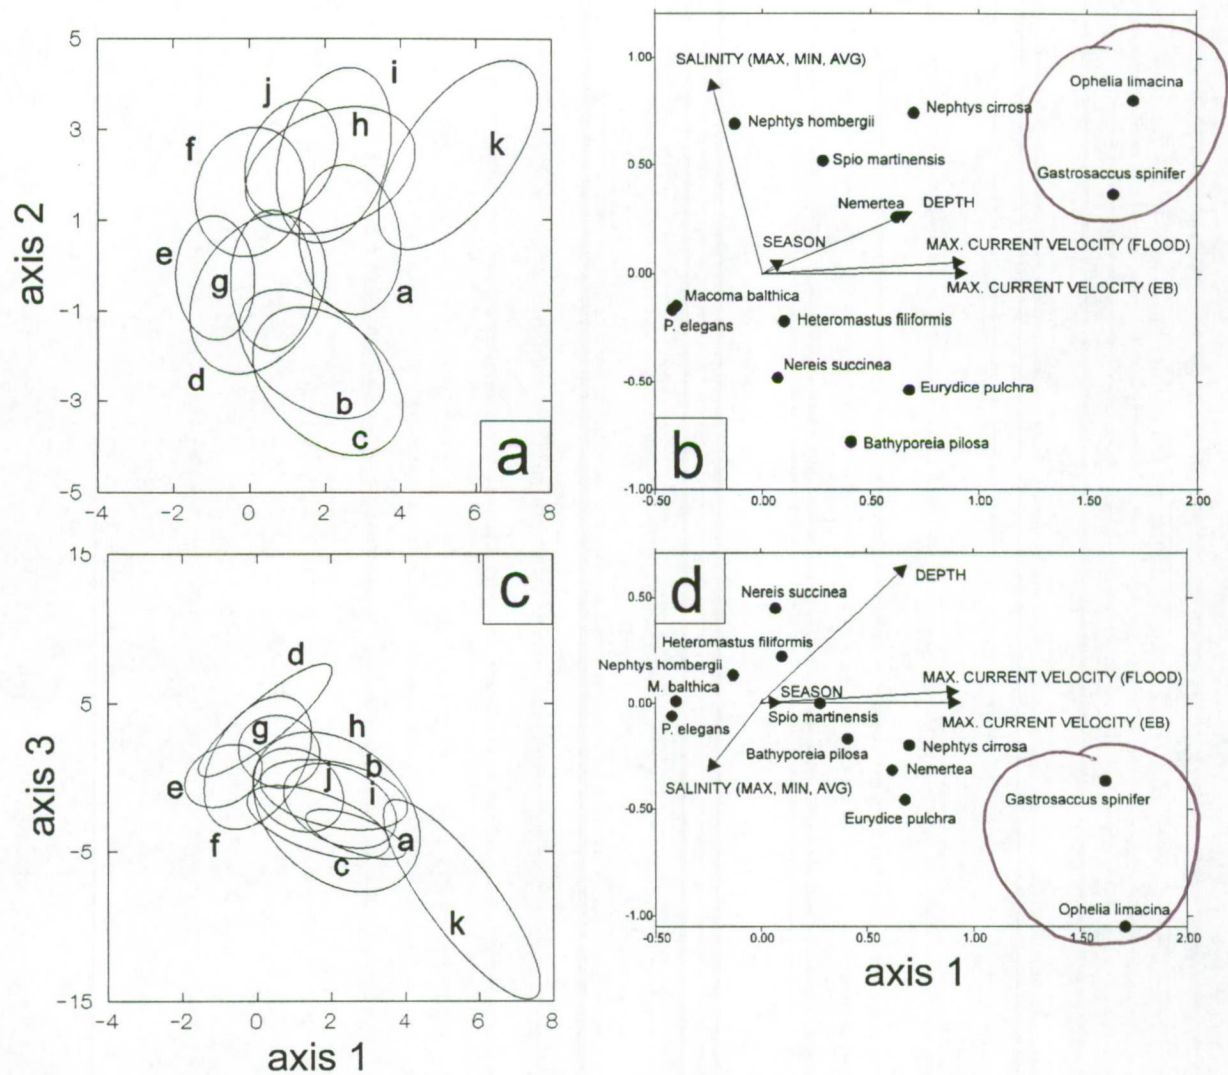 5
3
1
-1
-3
-5
-4
-2
0
2
4
6
8
axis 2
i
j
h
f
k
e
g
a
d
b
c
a
1.00
0.50
0.00
-0.50
-1.00
-0.50
0.00
0.50
1.00
1.50
2.00
SALINITY (MAX, MIN, AVG)
Ophelia limacina
Nephtys cirrosa
Nephtys hombergii
Spio martinensis
Gastrosaccus spinifer
Nemertea
DEPTH
SEASON
MAX. CURRENT VELOCITY (FLOOD)
MAX. CURRENT VELOCITY (EB)
Macoma balthica
P. elegans
Heteromastus filiformis
Nereis succinea
Eurydice pulchra
Bathyporeia pilosa
b
15
5
-5
-15
-4
-2
0
2
4
6
8
axis 3
axis 1
c
d
g
h
b
e
j
i
f
a
c
k
d
0.50
0.00
-0.50
-1.00
-0.50
0.00
0.50
1.00
1.50
2.00
DEPTH
Nereis succinea
Heteromastus filiformis
Nephtys hombergii
M. balthica
SEASON
MAX. CURRENT VELOCITY (FLOOD)
P. elegans
Spio martinensis
MAX. CURRENT VELOCITY (EB)
Bathyporeia pilosa
Nephtys cirrosa
Nemertea
SALINITY (MAX, MIN, AVG)
Gastrosaccus spinifer
Eurydice pulchra
Ophelia limacina
axis 1